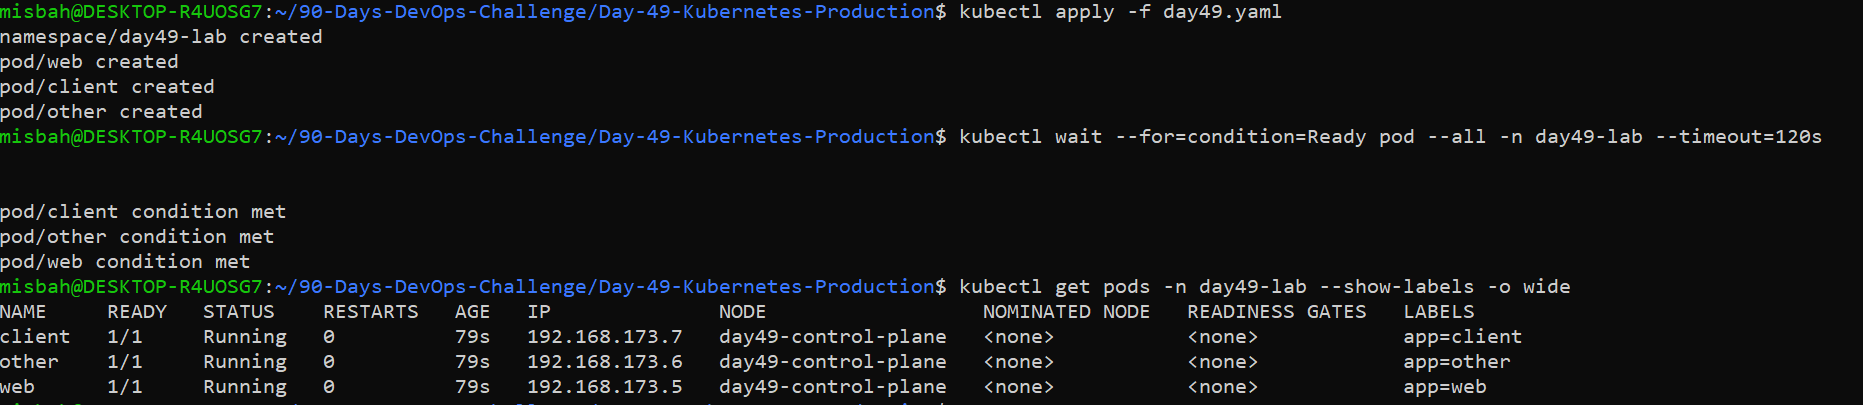 misbah@DESKTOP-R4UOSG7:~/90-Days-DevOps-Challenge/Day-49-Kubernetes-Production$ kubectl apply -f day49.yaml
namespace/day49-lab created
pod/web created
pod/client created
pod/other created
misbah@DESKTOP-R4UOSG7:~/90-Days-DevOps-Challenge/Day-49-Kubernetes-Production$ kubectl wait --for=condition=Ready pod --all -n day49-lab --timeout=120s
pod/client condition met
pod/other condition met
pod/web condition met
misbah@DESKTOP-R4UOSG7:~/90-Days-DevOps-Challenge/Day-49-Kubernetes-Production$ kubectl get pods -n day49-lab --show-labels -o wide
NAME     READY   STATUS    RESTARTS   AGE   IP              NODE                  NOMINATED NODE   READINESS GATES   LABELS
client   1/1     Running   0          79s   192.168.173.7   day49-control-plane   <none>           <none>            app=client
other    1/1     Running   0          79s   192.168.173.6   day49-control-plane   <none>           <none>            app=other
web      1/1     Running   0          79s   192.168.173.5   day49-control-plane   <none>           <none>            app=web